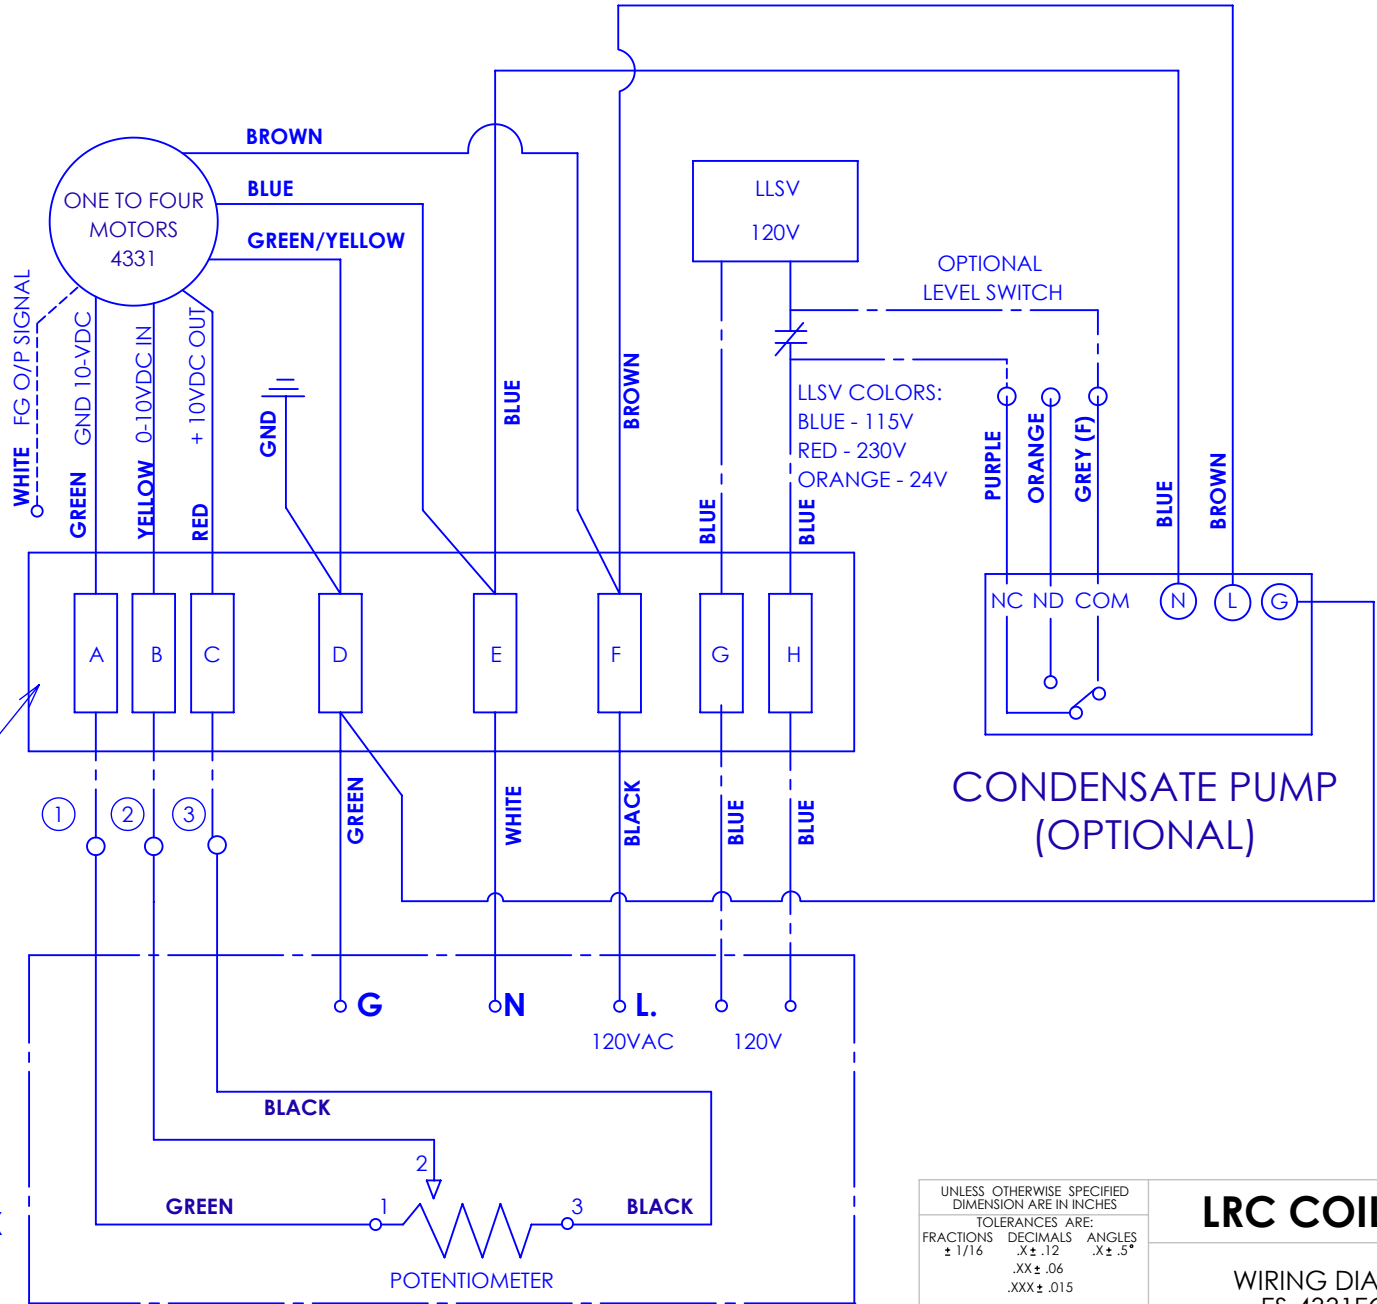 BROWN
BLUE
GREEN/YELLOW
ONE TO FOUR
MOTORS
4331
LLSV
120V
OPTIONAL
LEVEL SWITCH
WHITE FG O/P SIGNAL
GREEN GND 10-VDC
YELLOW 0-10VDC IN
RED + 10VDC OUT
GND
BLUE
BROWN
LLSV COLORS:
BLUE - 115V
RED - 230V
ORANGE - 24V
BLUE
BLUE
PURPLE
ORANGE
GREY (F)
BLUE
BROWN
NC ND COM N L G
A B C D E F G H
1 2 3
GREEN
WHITE
BLACK
BLUE
BLUE
CONDENSATE PUMP
(OPTIONAL)
G N L.
120VAC 120V
BLACK
2
GREEN 1 3 BLACK
POTENTIOMETER
UNLESS OTHERWISE SPECIFIED
DIMENSION ARE IN INCHES
TOLERANCES ARE:
FRACTIONS DECIMALS ANGLES
± 1/16 .X ± .12 .X ± .5°
.XX ± .06
.XXX ± .015
LRC COIL
WIRING DIA